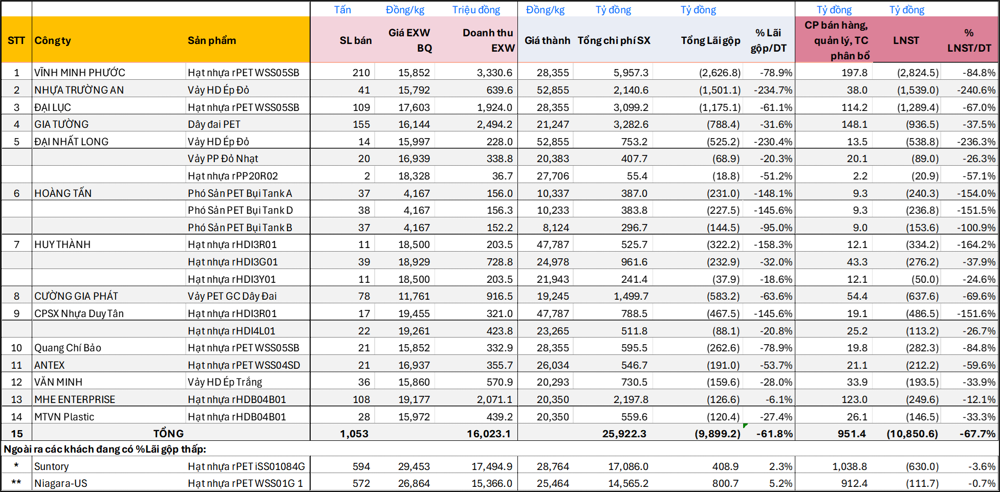 Tấn Đồng/kg Triệu đồng Đồng/kg Tỷ đồng Tỷ đồng Tỷ đồng Tỷ đồng
STT Công ty Sản phẩm SL bán Giá EXW BQ Doanh thu EXW Giá thành Tổng chi phí SX Tổng Lãi gộp % Lãi gộp/DT CP bán hàng, quản lý, TC phân bổ LNST % LNST/DT
1 VĨNH MINH PHƯỚC Hạt nhựa rPET WSS05SB 210 15,852 3,330.6 28,355 5,957.3 (2,626.8) -78.9% 197.8 (2,824.5) -84.8%
2 NHỰA TRƯỜNG AN Vảy HD Ép Đỏ 41 15,792 639.6 52,855 2,140.6 (1,501.1) -234.7% 38.0 (1,539.0) -240.6%
3 ĐẠI LỤC Hạt nhựa rPET WSS05SB 109 17,603 1,924.0 28,355 3,099.2 (1,175.1) -61.1% 114.2 (1,289.4) -67.0%
4 GIA TƯỜNG Dây đai PET 155 16,144 2,494.2 21,247 3,282.6 (788.4) -31.6% 148.1 (936.5) -37.5%
5 ĐẠI NHẤT LONG Vảy HD Ép Đỏ 14 15,997 228.0 52,855 753.2 (525.2) -230.4% 13.5 (538.8) -236.3%
Vảy PP Đỏ Nhạt 20 16,939 338.8 20,383 407.7 (68.9) -20.3% 20.1 (89.0) -26.3%
Hạt nhựa rPP20R02 2 18,328 36.7 27,706 55.4 (18.8) -51.2% 2.2 (20.9) -57.1%
6 HOÀNG TẤN Phó Sản PET Bụi Tank A 37 4,167 156.0 10,337 387.0 (231.0) -148.1% 9.3 (240.3) -154.0%
Phó Sản PET Bụi Tank D 38 4,167 156.3 10,233 383.8 (227.5) -145.6% 9.3 (236.8) -151.5%
Phó Sản PET Bụi Tank B 37 4,167 152.2 8,124 296.7 (144.5) -95.0% 9.0 (153.6) -100.9%
7 HUY THÀNH Hạt nhựa rHDI3R01 11 18,500 203.5 47,787 525.7 (322.2) -158.3% 12.1 (334.2) -164.2%
Hạt nhựa rHDI3G01 39 18,929 728.8 24,978 961.6 (232.9) -32.0% 43.3 (276.2) -37.9%
Hạt nhựa rHDI3Y01 11 18,500 203.5 21,943 241.4 (37.9) -18.6% 12.1 (50.0) -24.6%
8 CƯỜNG GIA PHÁT Vảy PET GC Dây Đai 78 11,761 916.5 19,245 1,499.7 (583.2) -63.6% 54.4 (637.6) -69.6%
9 CPSX Nhựa Duy Tân Hạt nhựa rHDI3R01 17 19,455 321.0 47,787 788.5 (467.5) -145.6% 19.1 (486.5) -151.6%
Hạt nhựa rHDI4L01 22 19,261 423.8 23,265 511.8 (88.1) -20.8% 25.2 (113.2) -26.7%
10 Quang Chí Bảo Hạt nhựa rPET WSS05SB 21 15,852 332.9 28,355 595.5 (262.6) -78.9% 19.8 (282.3) -84.8%
11 ANTEX Hạt nhựa rPET WSS04SD 21 16,937 355.7 26,034 546.7 (191.0) -53.7% 21.1 (212.2) -59.6%
12 VĂN MINH Vảy HD Ép Trắng 36 15,860 570.9 20,293 730.5 (159.6) -28.0% 33.9 (193.5) -33.9%
13 MHE ENTERPRISE Hạt nhựa rHDB04B01 108 19,177 2,071.1 20,350 2,197.8 (126.6) -6.1% 123.0 (249.6) -12.1%
14 MTVN Plastic Hạt nhựa rHDB04B01 28 15,972 439.2 20,350 559.6 (120.4) -27.4% 26.1 (146.5) -33.3%
15 TỔNG 1,053 16,023.1 25,922.3 (9,899.2) -61.8% 951.4 (10,850.6) -67.7%
Ngoài ra các khách đang có %Lãi gộp thấp:
* Suntory Hạt nhựa rPET iSS01084G 594 29,453 17,494.9 28,764 17,086.0 408.9 2.3% 1,038.8 (630.0) -3.6%
** Niagara-US Hạt nhựa rPET WSS01G 1 572 26,864 15,366.0 25,464 14,565.2 800.7 5.2% 912.4 (111.7) -0.7%